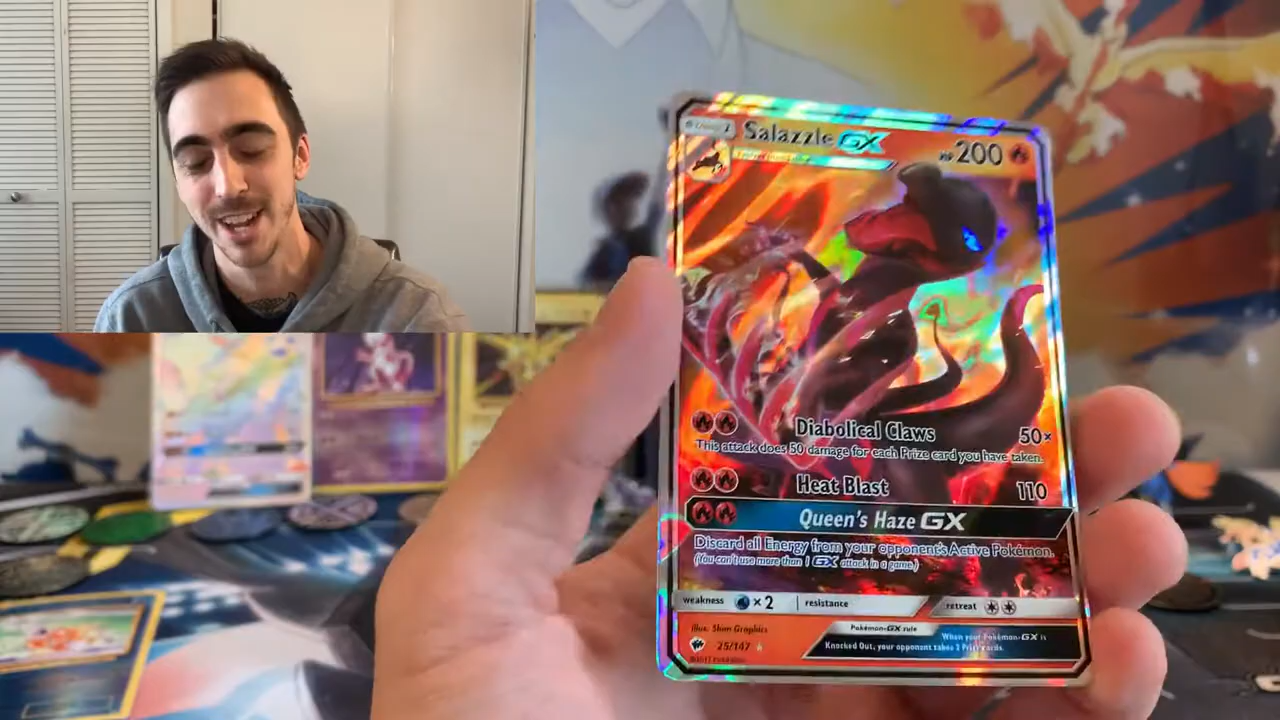 Salazzle GX
HP 200
Diabolical Claws 50×
This attack does 50 damage for each Prize card you have taken.
Heat Blast 110
Queen's Haze GX
Discard all Energy from your opponent's Active Pokémon.
(You can't use more than 1 GX attack in a game.)
weakness ×2 resistance retreat
illus. Shin Graphics
Pokémon-GX rule
When your Pokémon-GX is
25/147
Knocked Out, your opponent takes 2 Prize cards.